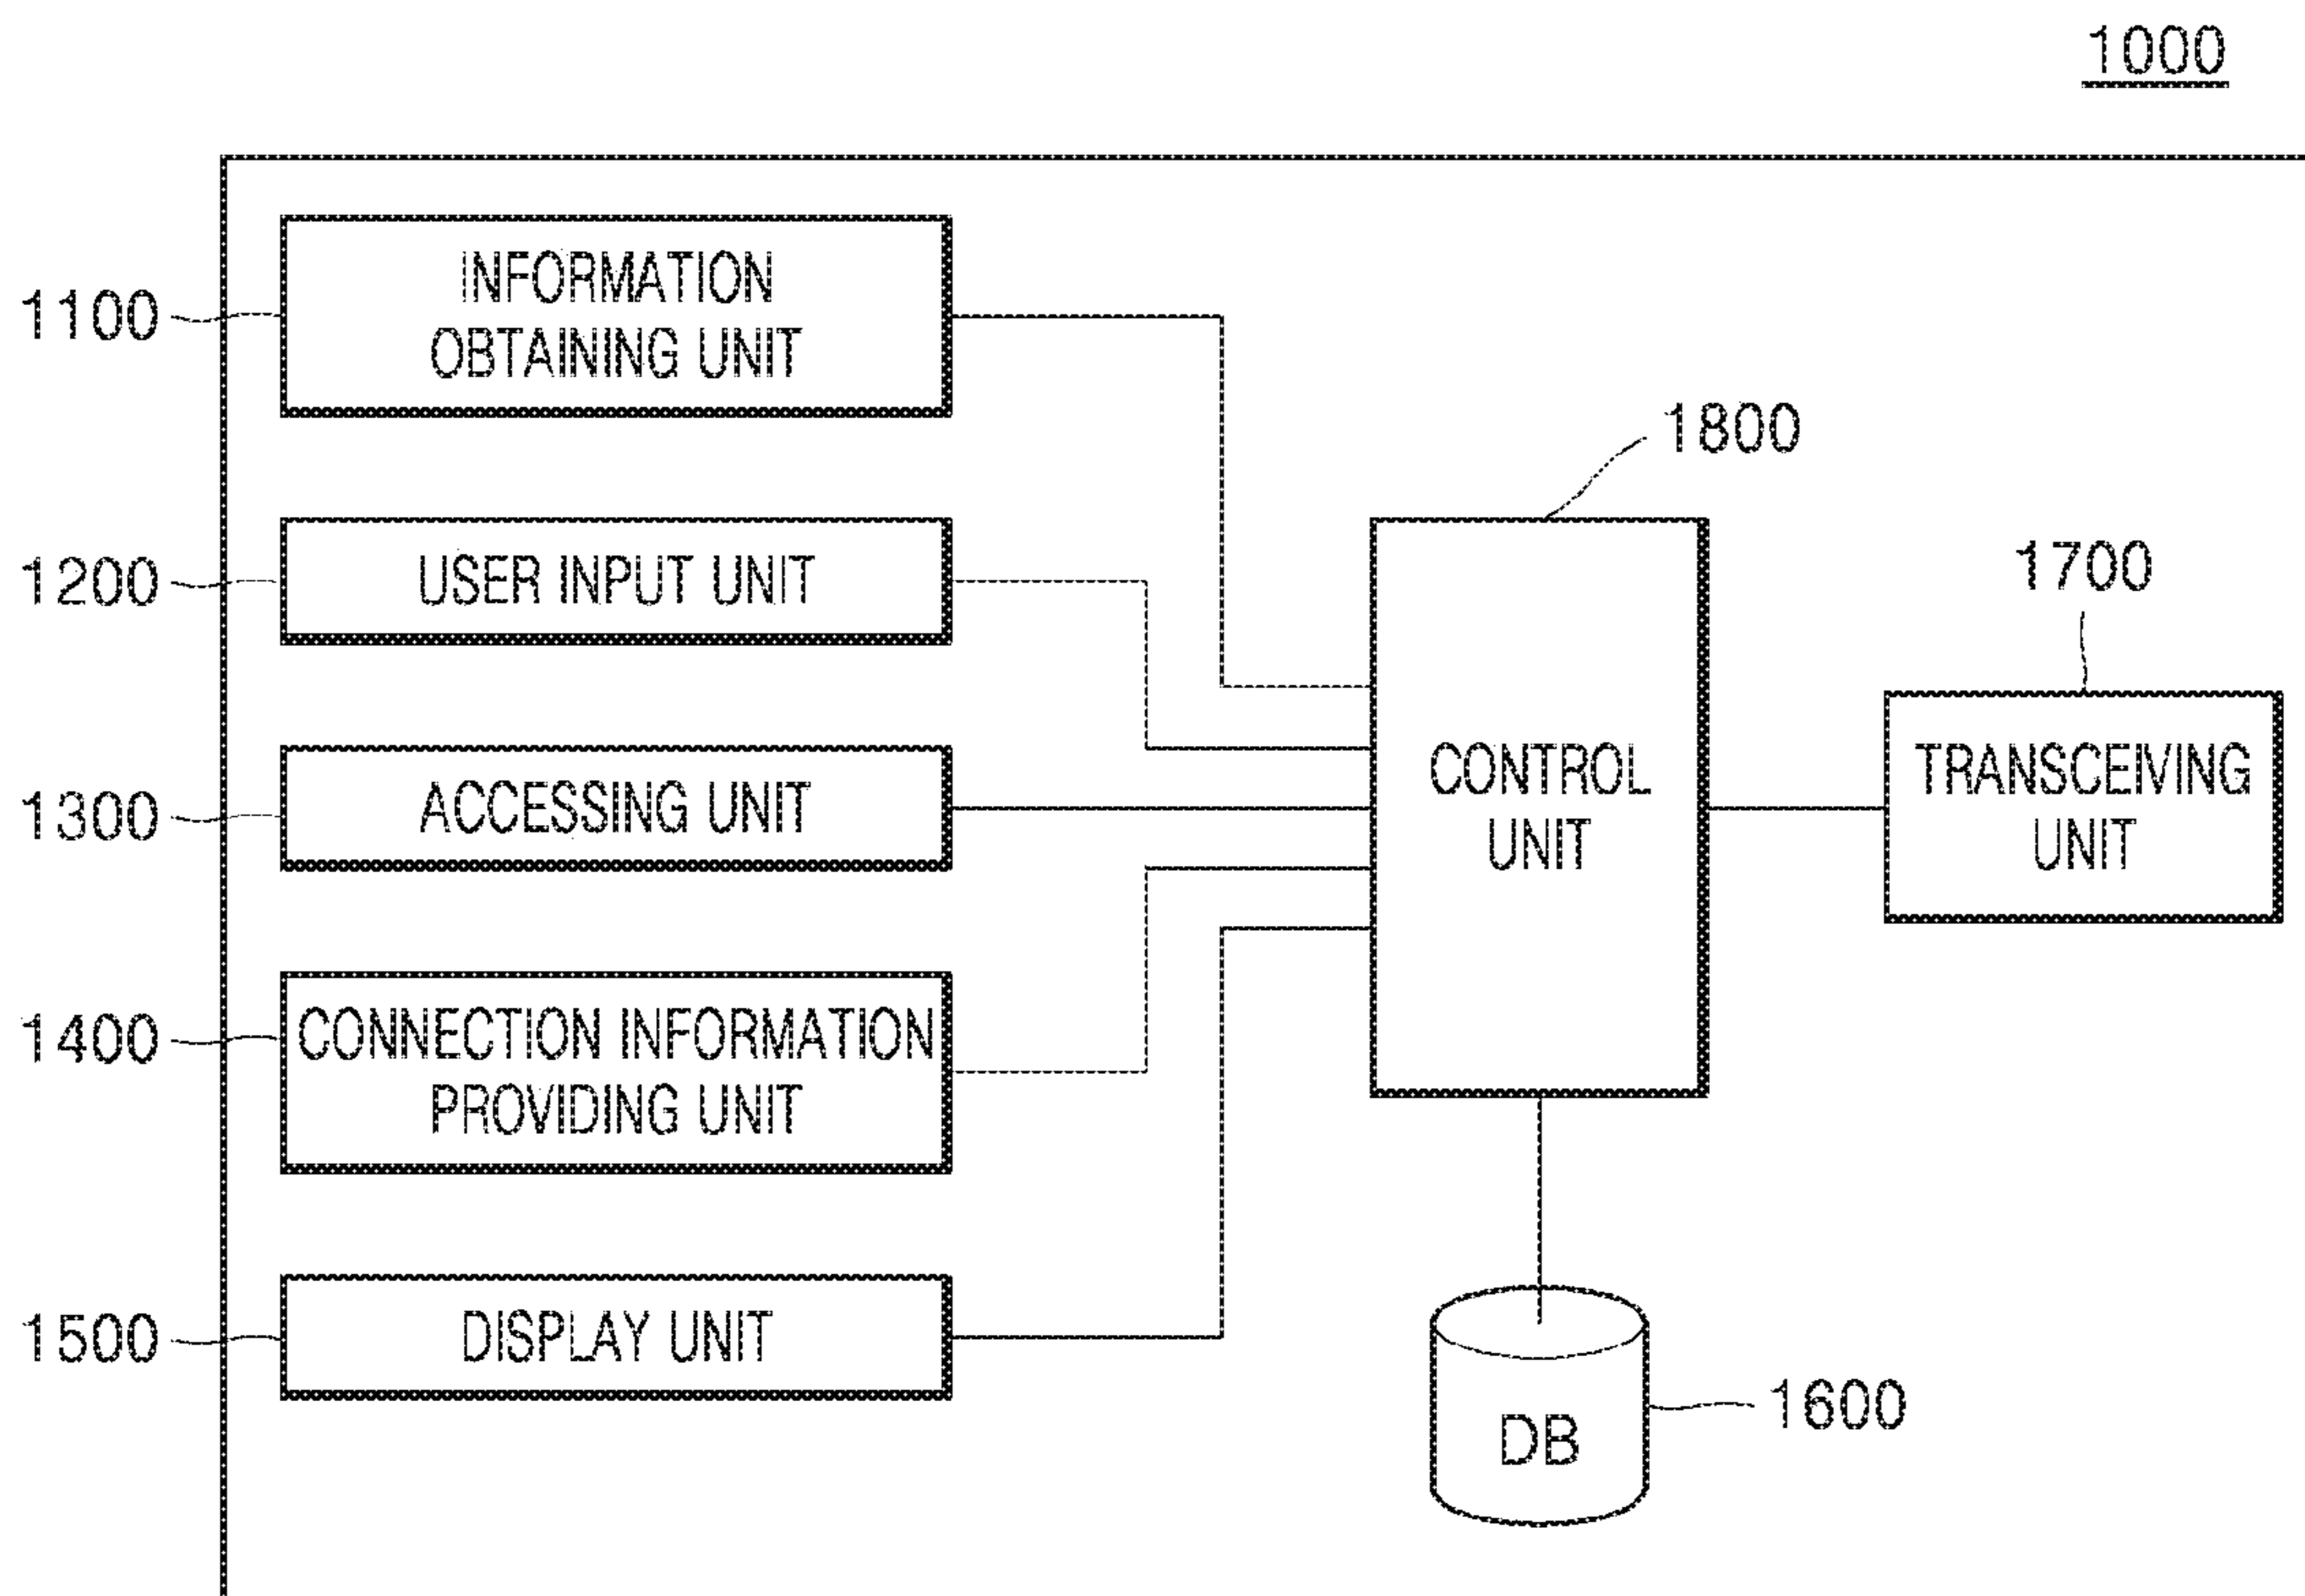 1000
1100
INFORMATION
OBTAINING UNIT
1800
1200
USER INPUT UNIT
1700
1300
ACCESSING UNIT
CONTROL
UNIT
TRANSCEIVING
UNIT
1400
CONNECTION INFORMATION
PROVIDING UNIT
1500
DISPLAY UNIT
DB
1600